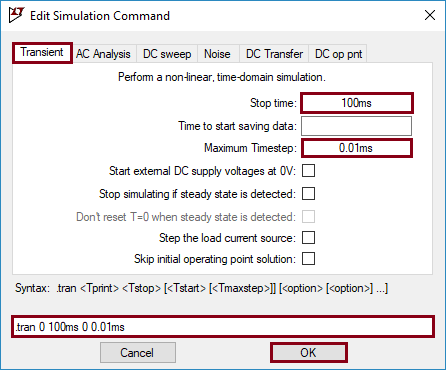 Edit Simulation Command
Transient AC Analysis DC sweep Noise DC Transfer DC op pnt
Perform a non-linear, time-domain simulation.
Stop time: 100ms
Time to start saving data:
Maximum Timestep: 0.01ms
Start external DC supply voltages at 0V:
Stop simulating if steady state is detected:
Don't reset T=0 when steady state is detected:
Step the load current source:
Skip initial operating point solution:
Syntax: .tran <Tprint> <Tstop> [<Tstart> [<Tmaxstep>]] [<option> [<option>] ...]
.tran 0 100ms 0 0.01ms
Cancel OK